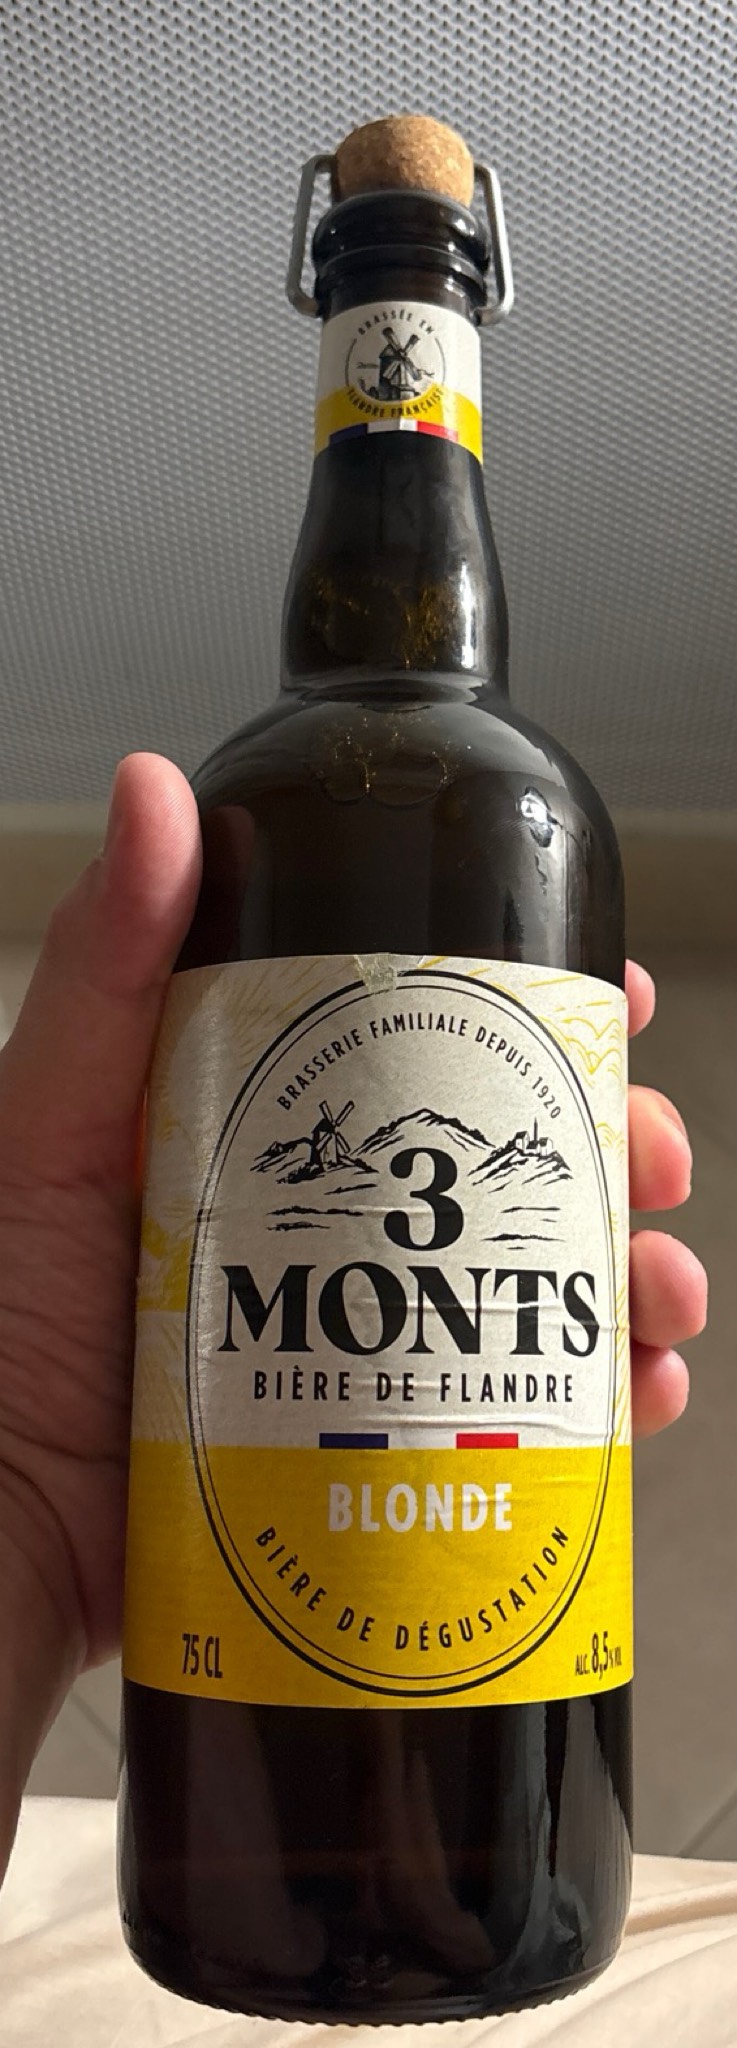 BRASSÉE EN
FLANDRE FRANÇAISE
BRASSERIE FAMILIALE DEPUIS 1920
3
MONTS
BIÈRE DE FLANDRE
BLONDE
BIÈRE DE DÉGUSTATION
75 CL
ALC. 8,5 % VOL.